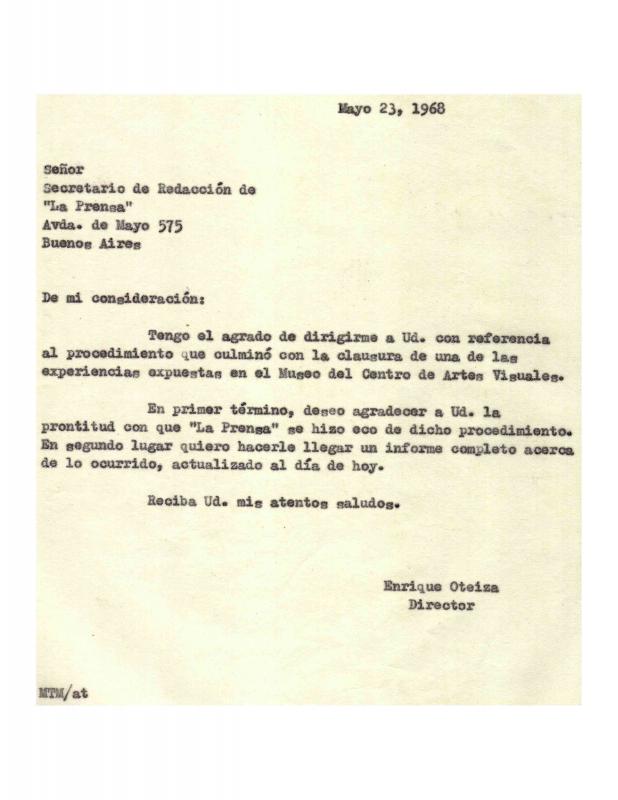 Mayo 23, 1968
Señor
Secretario de Redacción de
"La Prensa"
Avda. de Mayo 575
Buenos Aires
De mi consideración:
Tengo el agrado de dirigirme a Ud. con referencia
al procedimiento que culminó con la clausura de una de las
experiencias expuestas en el Museo del Centro de Artes Visuales.
En primer término, deseo agradecer a Ud. la
prontitud con que "La Prensa" se hizo eco de dicho procedimiento.
En segundo lugar quiero hacerle llegar un informe completo acerca
de lo ocurrido, actualizado al día de hoy.
Reciba Ud. mis atentos saludos.
Enrique Oteiza
Director
MTM/at